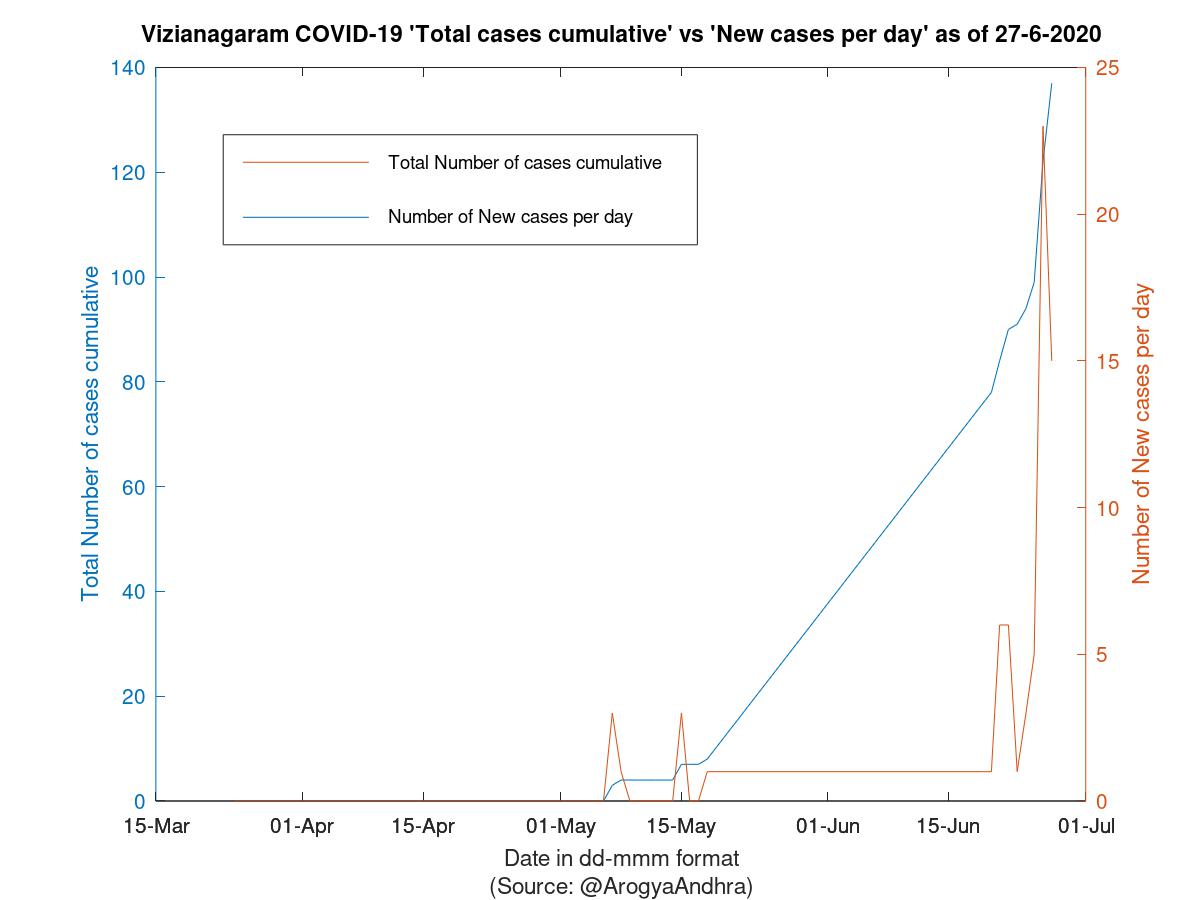 Vizianagaram COVID-19 'Total cases cumulative' vs 'New cases per day' as of 27-6-2020
140
120
100
80
60
40
20
0
Total Number of cases cumulative
Total Number of cases cumulative
Number of New cases per day
25
20
15
10
5
0
Number of New cases per day
15-Mar 01-Apr 15-Apr 01-May 15-May 01-Jun 15-Jun 01-Jul
Date in dd-mmm format
(Source: @ArogyaAndhra)